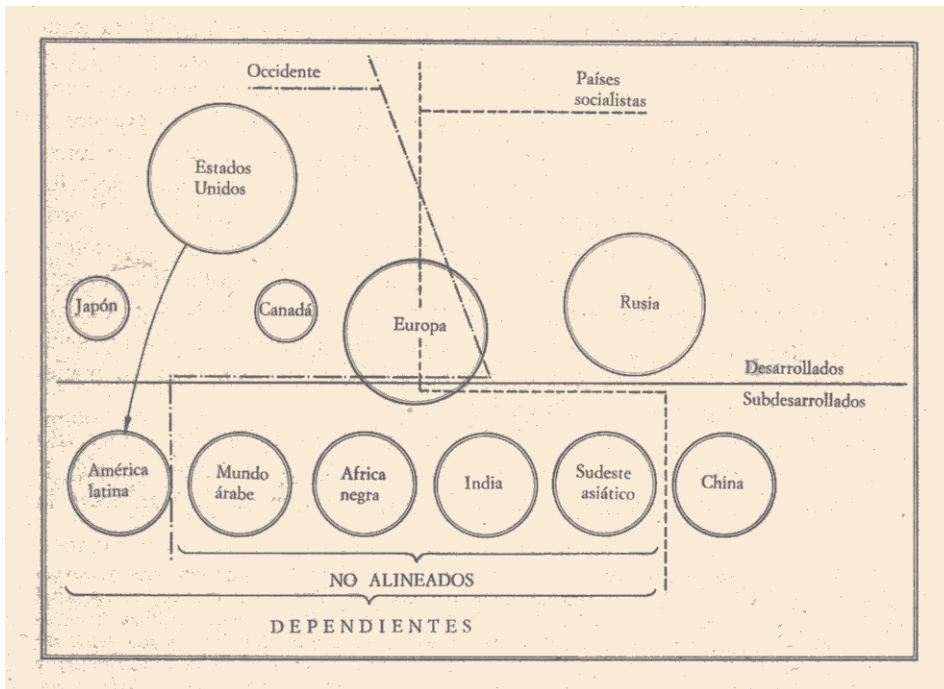 Occidente
Países
socialistas
Estados
Unidos
Japón
Canadá
Europa
Rusia
Desarrollados
Subdesarrollados
América
latina
Mundo
árabe
Africa
negra
India
Sudeste
asiático
China
NO ALINEADOS
DEPENDIENTES